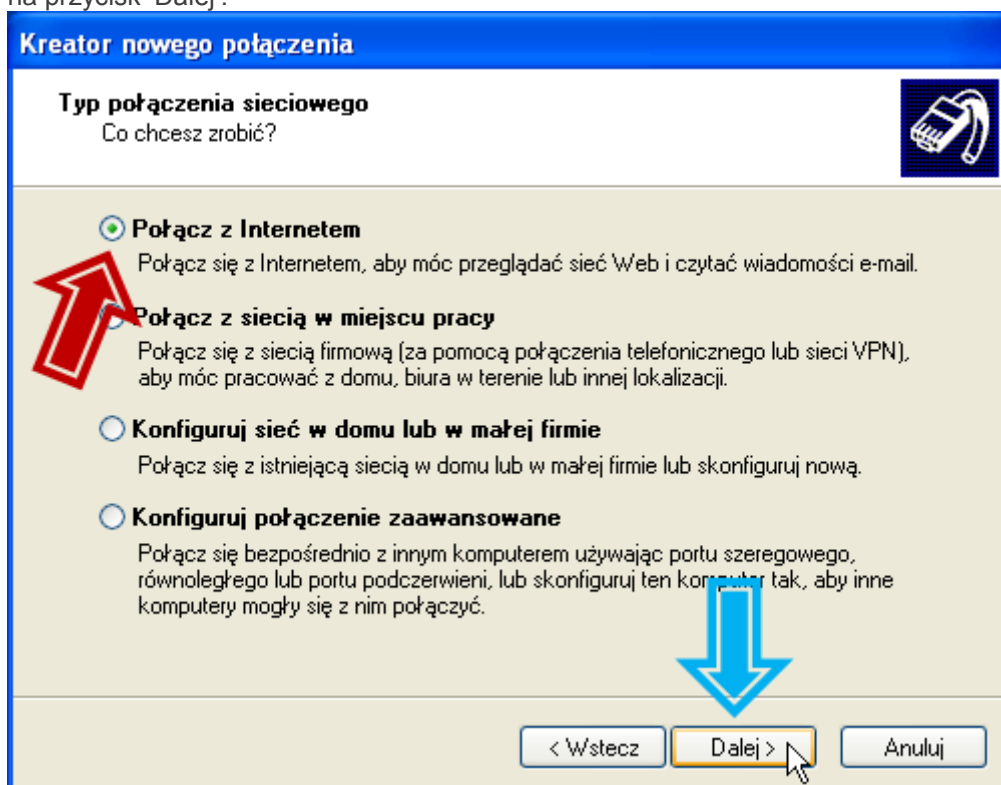 na przycisk 'Dalej'.
Kreator nowego połączenia
Typ połączenia sieciowego
Co chcesz zrobić?
Połącz z Internetem
Połącz się z Internetem, aby móc przeglądać sieć Web i czytać wiadomości e-mail.
Połącz z siecią w miejscu pracy
Połącz się z siecią firmową (za pomocą połączenia telefonicznego lub sieci VPN),
aby móc pracować z domu, biura w terenie lub innej lokalizacji.
Konfiguruj sieć w domu lub w małej firmie
Połącz się z istniejącą siecią w domu lub w małej firmie lub skonfiguruj nową.
Konfiguruj połączenie zaawansowane
Połącz się bezpośrednio z innym komputerem używając portu szeregowego,
równoległego lub portu podczerwieni, lub skonfiguruj ten komputer tak, aby inne
komputery mogły się z nim połączyć.
< Wstecz
Dalej >
Anuluj